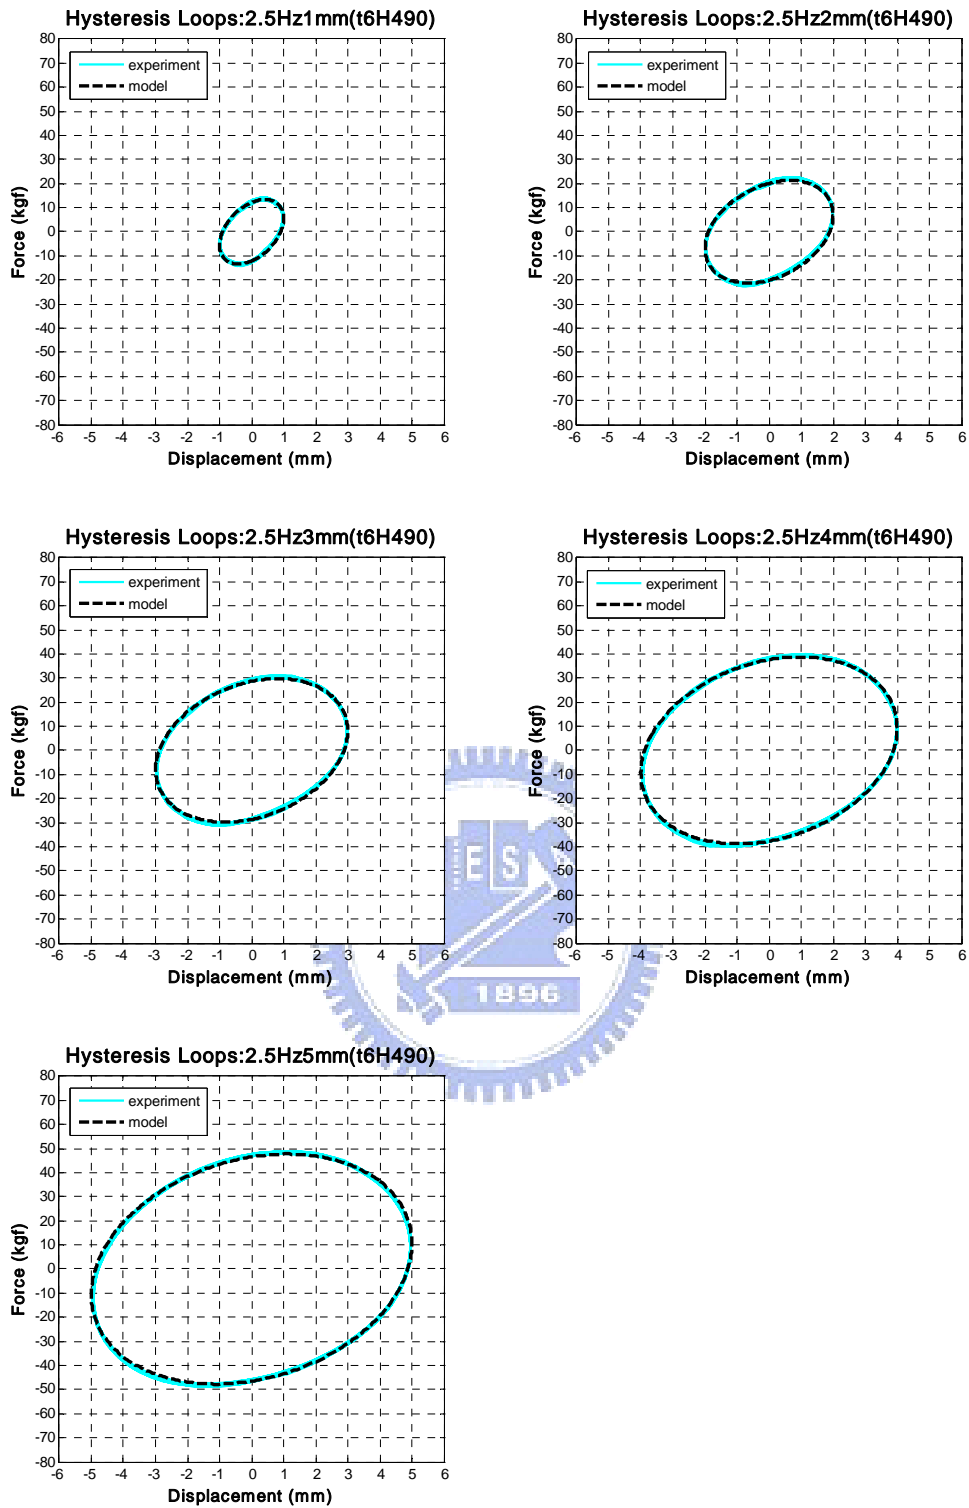 Hysteresis Loops:2.5Hz1mm(t6H490)
80
70
60
50
40
30
20
10
0
-10
-20
-30
-40
-50
-60
-70
-80
experiment
model
Force (kgf)
-6 -5 -4 -3 -2 -1 0 1 2 3 4 5 6
Displacement (mm)
Hysteresis Loops:2.5Hz2mm(t6H490)
80
70
60
50
40
30
20
10
0
-10
-20
-30
-40
-50
-60
-70
-80
experiment
model
Force (kgf)
-6 -5 -4 -3 -2 -1 0 1 2 3 4 5 6
Displacement (mm)
Hysteresis Loops:2.5Hz3mm(t6H490)
80
70
60
50
40
30
20
10
0
-10
-20
-30
-40
-50
-60
-70
-80
experiment
model
Force (kgf)
-6 -5 -4 -3 -2 -1 0 1 2 3 4 5 6
Displacement (mm)
Hysteresis Loops:2.5Hz4mm(t6H490)
80
70
60
50
40
30
20
10
0
-10
-20
-30
-40
-50
-60
-70
-80
experiment
model
Force (kgf)
-6 -5 -4 -3 -2 -1 0 1 2 3 4 5 6
Displacement (mm)
ES
1896
Hysteresis Loops:2.5Hz5mm(t6H490)
80
70
60
50
40
30
20
10
0
-10
-20
-30
-40
-50
-60
-70
-80
experiment
model
Force (kgf)
-6 -5 -4 -3 -2 -1 0 1 2 3 4 5 6
Displacement (mm)